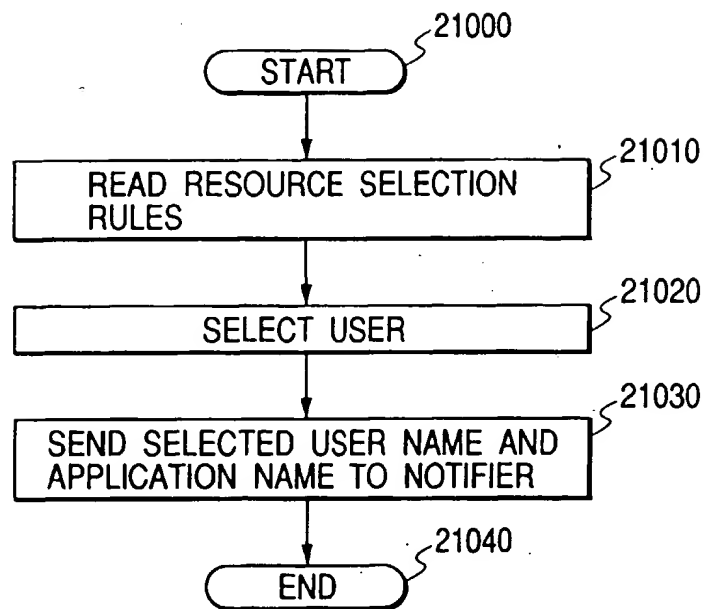 21000
START
21010
READ RESOURCE SELECTION
RULES
21020
SELECT USER
21030
SEND SELECTED USER NAME AND
APPLICATION NAME TO NOTIFIER
21040
END